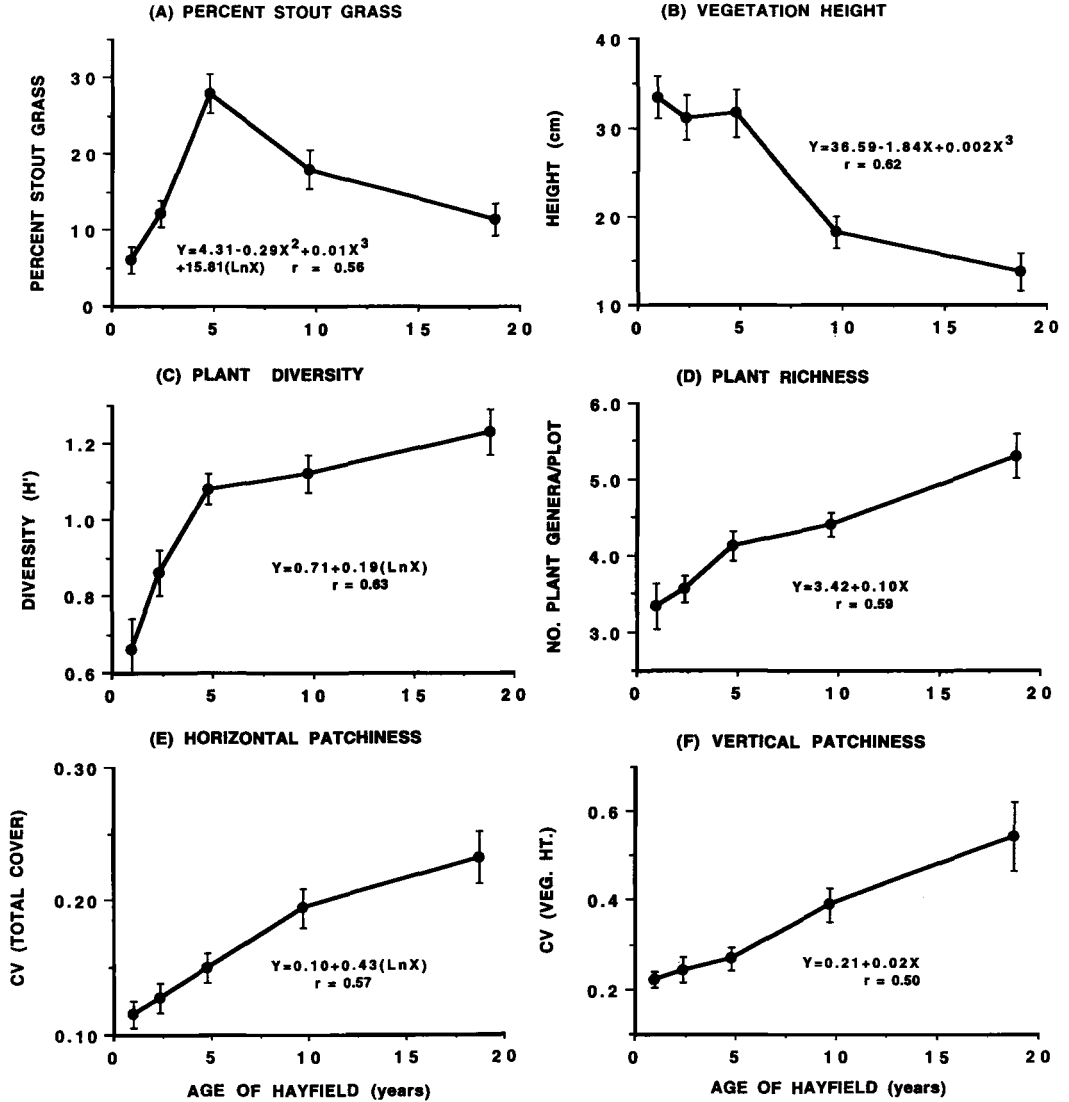 (A) PERCENT STOUT GRASS
PERCENT STOUT GRASS
30
20
10
0
Y=4.31-0.29X²+0.01X³
+15.81(LnX) r = 0.56
0 5 10 15 20
(B) VEGETATION HEIGHT
HEIGHT (cm)
40
30
20
10
Y=36.59-1.84X+0.002X³
r = 0.62
0 5 10 15 20
(C) PLANT DIVERSITY
DIVERSITY (H')
1.2
1.0
0.8
0.6
Y=0.71+0.19(LnX)
r = 0.63
0 5 10 15 20
(D) PLANT RICHNESS
NO. PLANT GENERA/PLOT
6.0
5.0
4.0
3.0
Y=3.42+0.10X
r = 0.59
0 5 10 15 20
(E) HORIZONTAL PATCHINESS
CV (TOTAL COVER)
0.30
0.20
0.10
Y=0.10+0.43(LnX)
r = 0.57
0 5 10 15 20
AGE OF HAYFIELD (years)
(F) VERTICAL PATCHINESS
CV (VEG. HT.)
0.6
0.4
0.2
Y=0.21+0.02X
r = 0.50
0 5 10 15 20
AGE OF HAYFIELD (years)